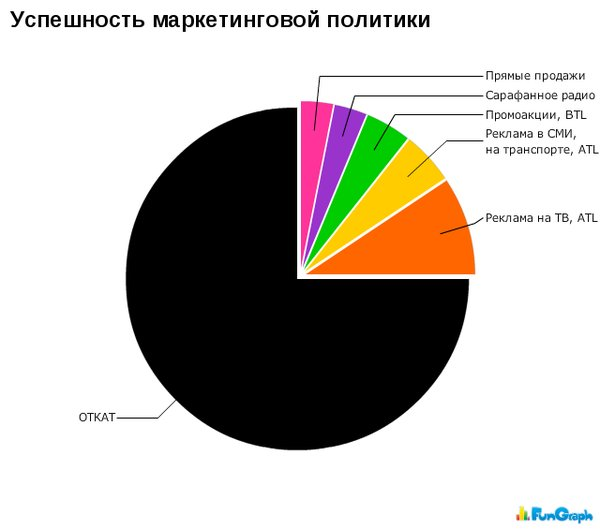 Успешность маркетинговой политики
Прямые продажи
Сарафанное радио
Промоакции, BTL
Реклама в СМИ,
на транспорте, ATL
Реклама на ТВ, ATL
ОТКАТ
FunGraph